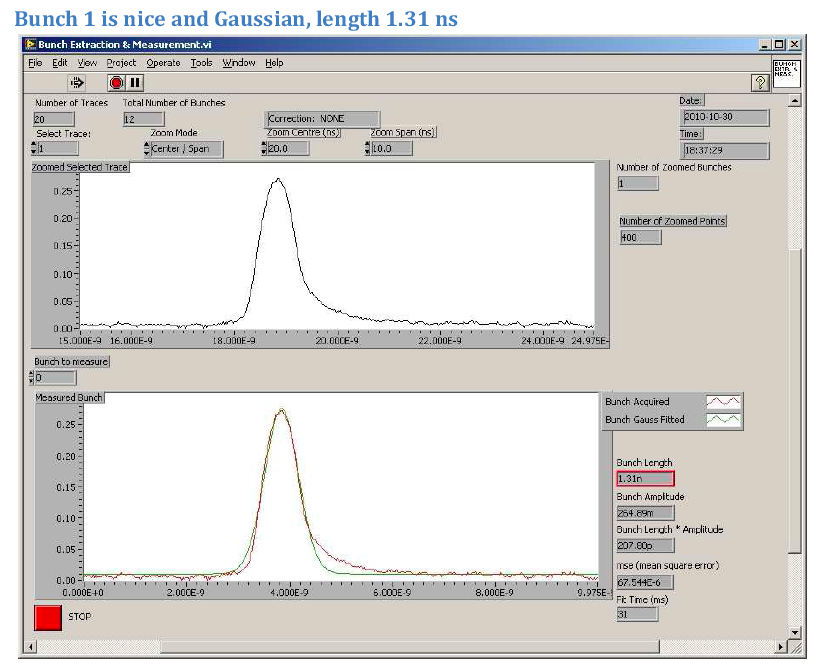 Bunch 1 is nice and Gaussian, length 1.31 ns
Bunch Extraction & Measurement.vi
File Edit View Project Operate Tools Window Help
Number of Traces Total Number of Bunches
20 12
Correction: NONE
Date:
2010-10-30
Time:
18:37:29
Select Trace: Zoom Mode Zoom Centre (ns) Zoom Span (ns)
1 Center / Span 20.0 10.0
Zoomed Selected Trace
Number of Zoomed Bunches
1
Number of Zoomed Points
400
0.25
0.20
0.15
0.10
0.05
0.00
15.000E-9 16.000E-9 18.000E-9 20.000E-9 22.000E-9 24.000E-9 24.975E-
Bunch to measure
0
Measured Bunch
0.25
0.20
0.15
0.10
0.05
0.00
0.000E+0 2.00E-9 4.000E-9 6.000E-9 8.000E-9 9.975E-
Bunch Acquired
Bunch Gauss Fitted
Bunch Length
1.31n
Bunch Amplitude
264.89m
Bunch Length * Amplitude
207.80p
mse (mean square error)
67.544E-6
Fit Time (ms)
31
STOP